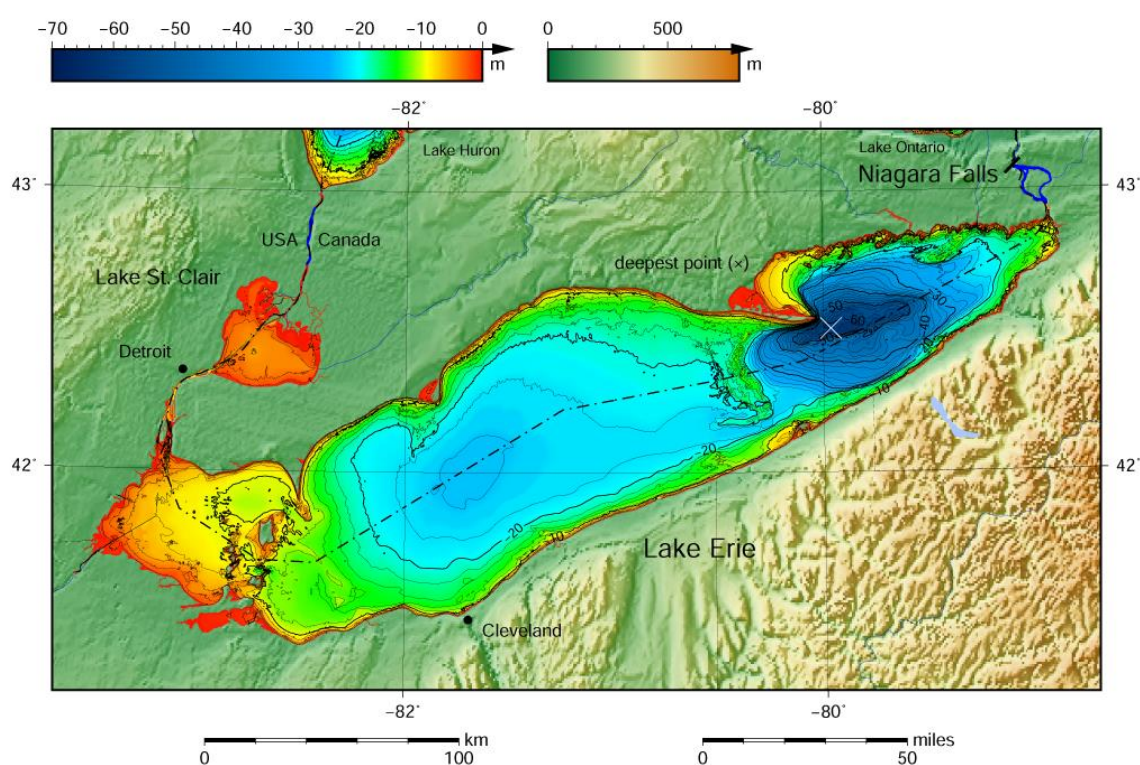 −70 −60 −50 −40 −30 −20 −10 0
m
0 500
m
−82° −80°
Lake Huron
Lake Ontario
Niagara Falls
43° 43°
USA Canada
deepest point (×)
Lake St. Clair
30
50
60
40
Detroit
10
42° 42°
20
20
10
Lake Erie
Cleveland
−82° −80°
km
0 100
miles
0 50